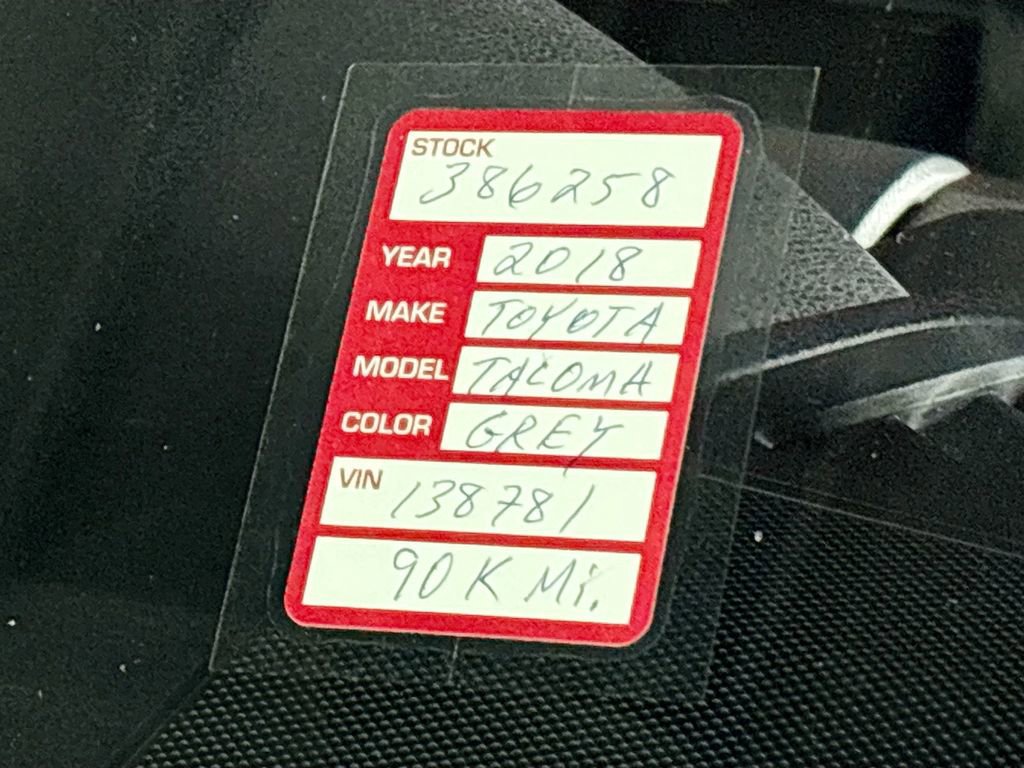 STOCK
386258
YEAR 2018
MAKE TOYOTA
MODEL TACOMA
COLOR GREY
VIN
138781
90K Mi.